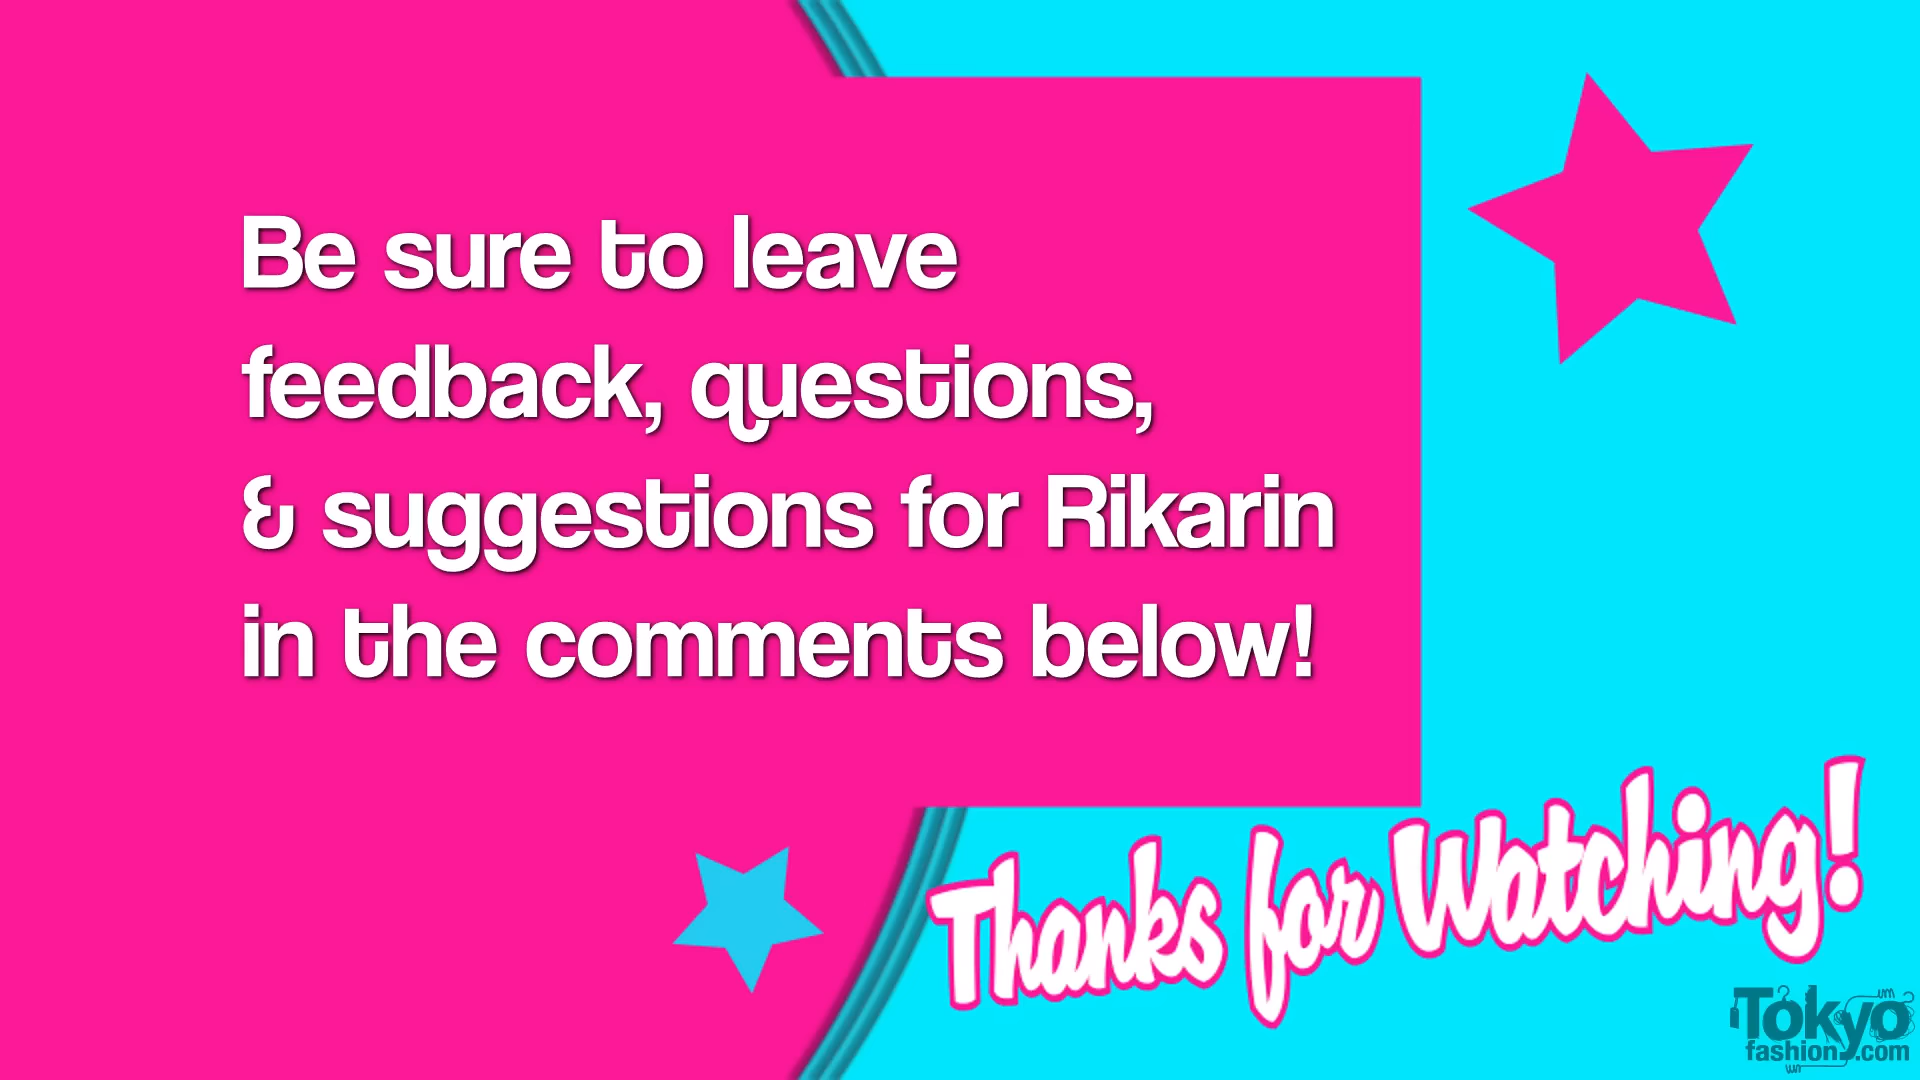 Be sure to leave
feedback, questions,
& suggestions for Rikarin
in the comments below!
Thanks for Watching!
Tokyo
fashion.com